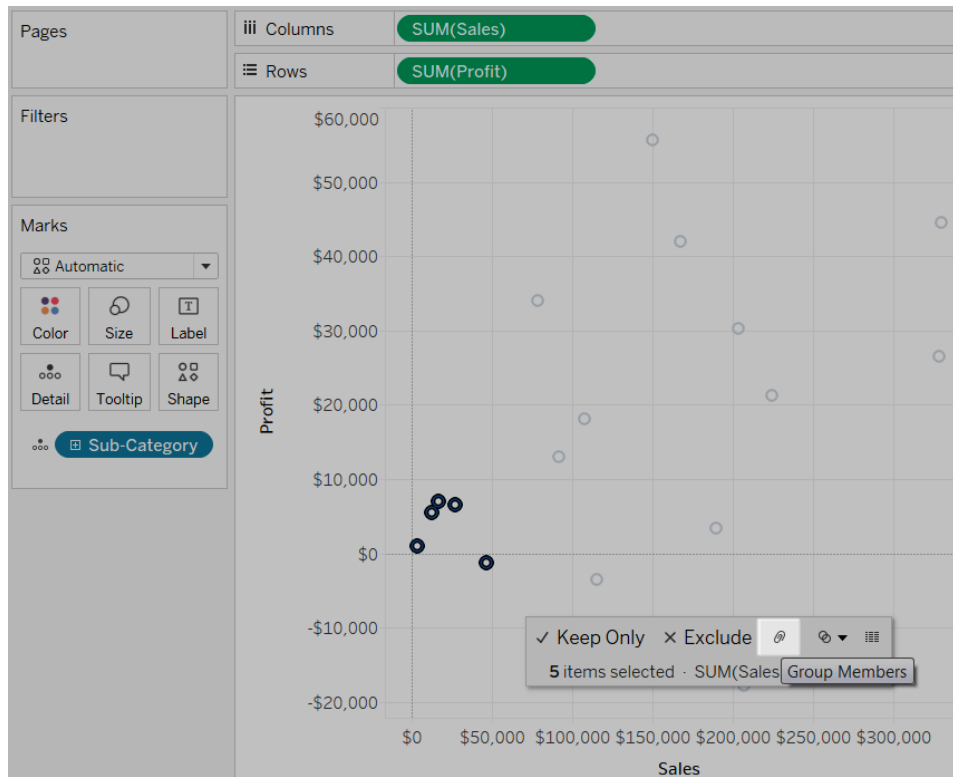 Pages
Columns SUM(Sales)
Rows SUM(Profit)
Filters
Marks
Automatic
Color Size Label
Detail Tooltip Shape
Sub-Category
$60,000
$50,000
$40,000
$30,000
$20,000
$10,000
$0
-$10,000
-$20,000
Profit
Keep Only Exclude
5 items selected · SUM(Sales
Group Members
$0 $50,000 $100,000 $150,000 $200,000 $250,000 $300,000
Sales